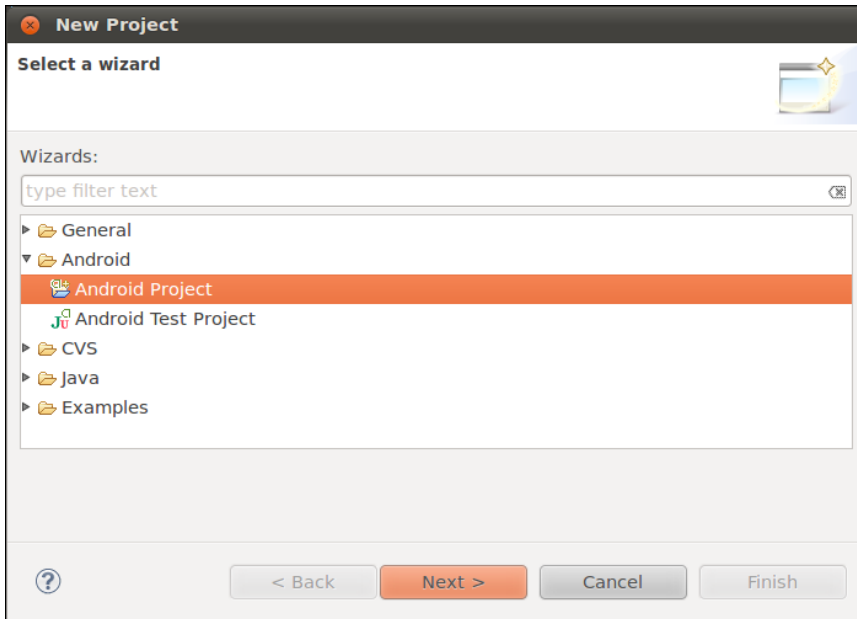 New Project
Select a wizard
Wizards:
type filter text
General
Android
Android Project
Android Test Project
CVS
Java
Examples
< Back Next > Cancel Finish